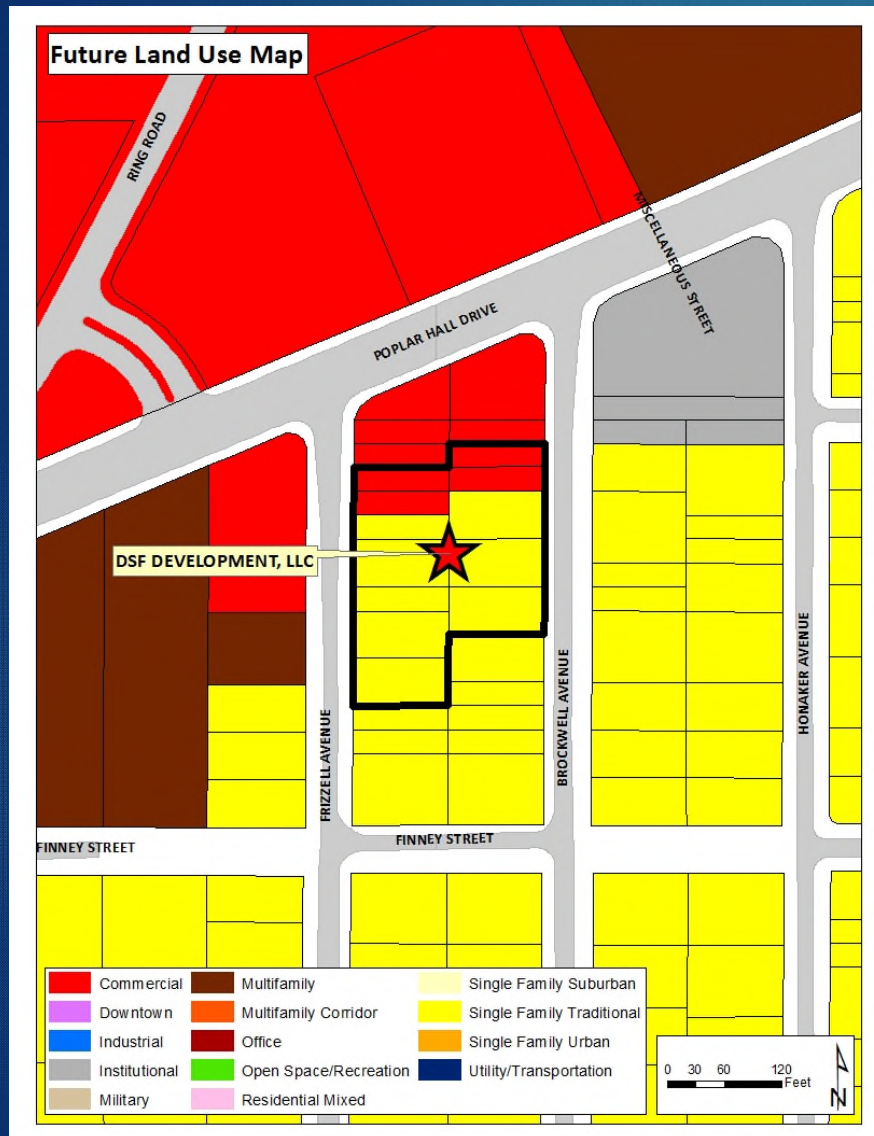 Future Land Use Map
RING ROAD
MISCELLANEOUS STREET
POPLAR HALL DRIVE
DSF DEVELOPMENT, LLC
FRIZZELL AVENUE
BROCKWELL AVENUE
HONAKER AVENUE
FINNEY STREET
FINNEY STREET
Commercial
Downtown
Industrial
Institutional
Military
Multifamily
Multifamily Corridor
Office
Open Space/Recreation
Residential Mixed
Single Family Suburban
Single Family Traditional
Single Family Urban
Utility/Transportation
0 30 60 120
Feet
N